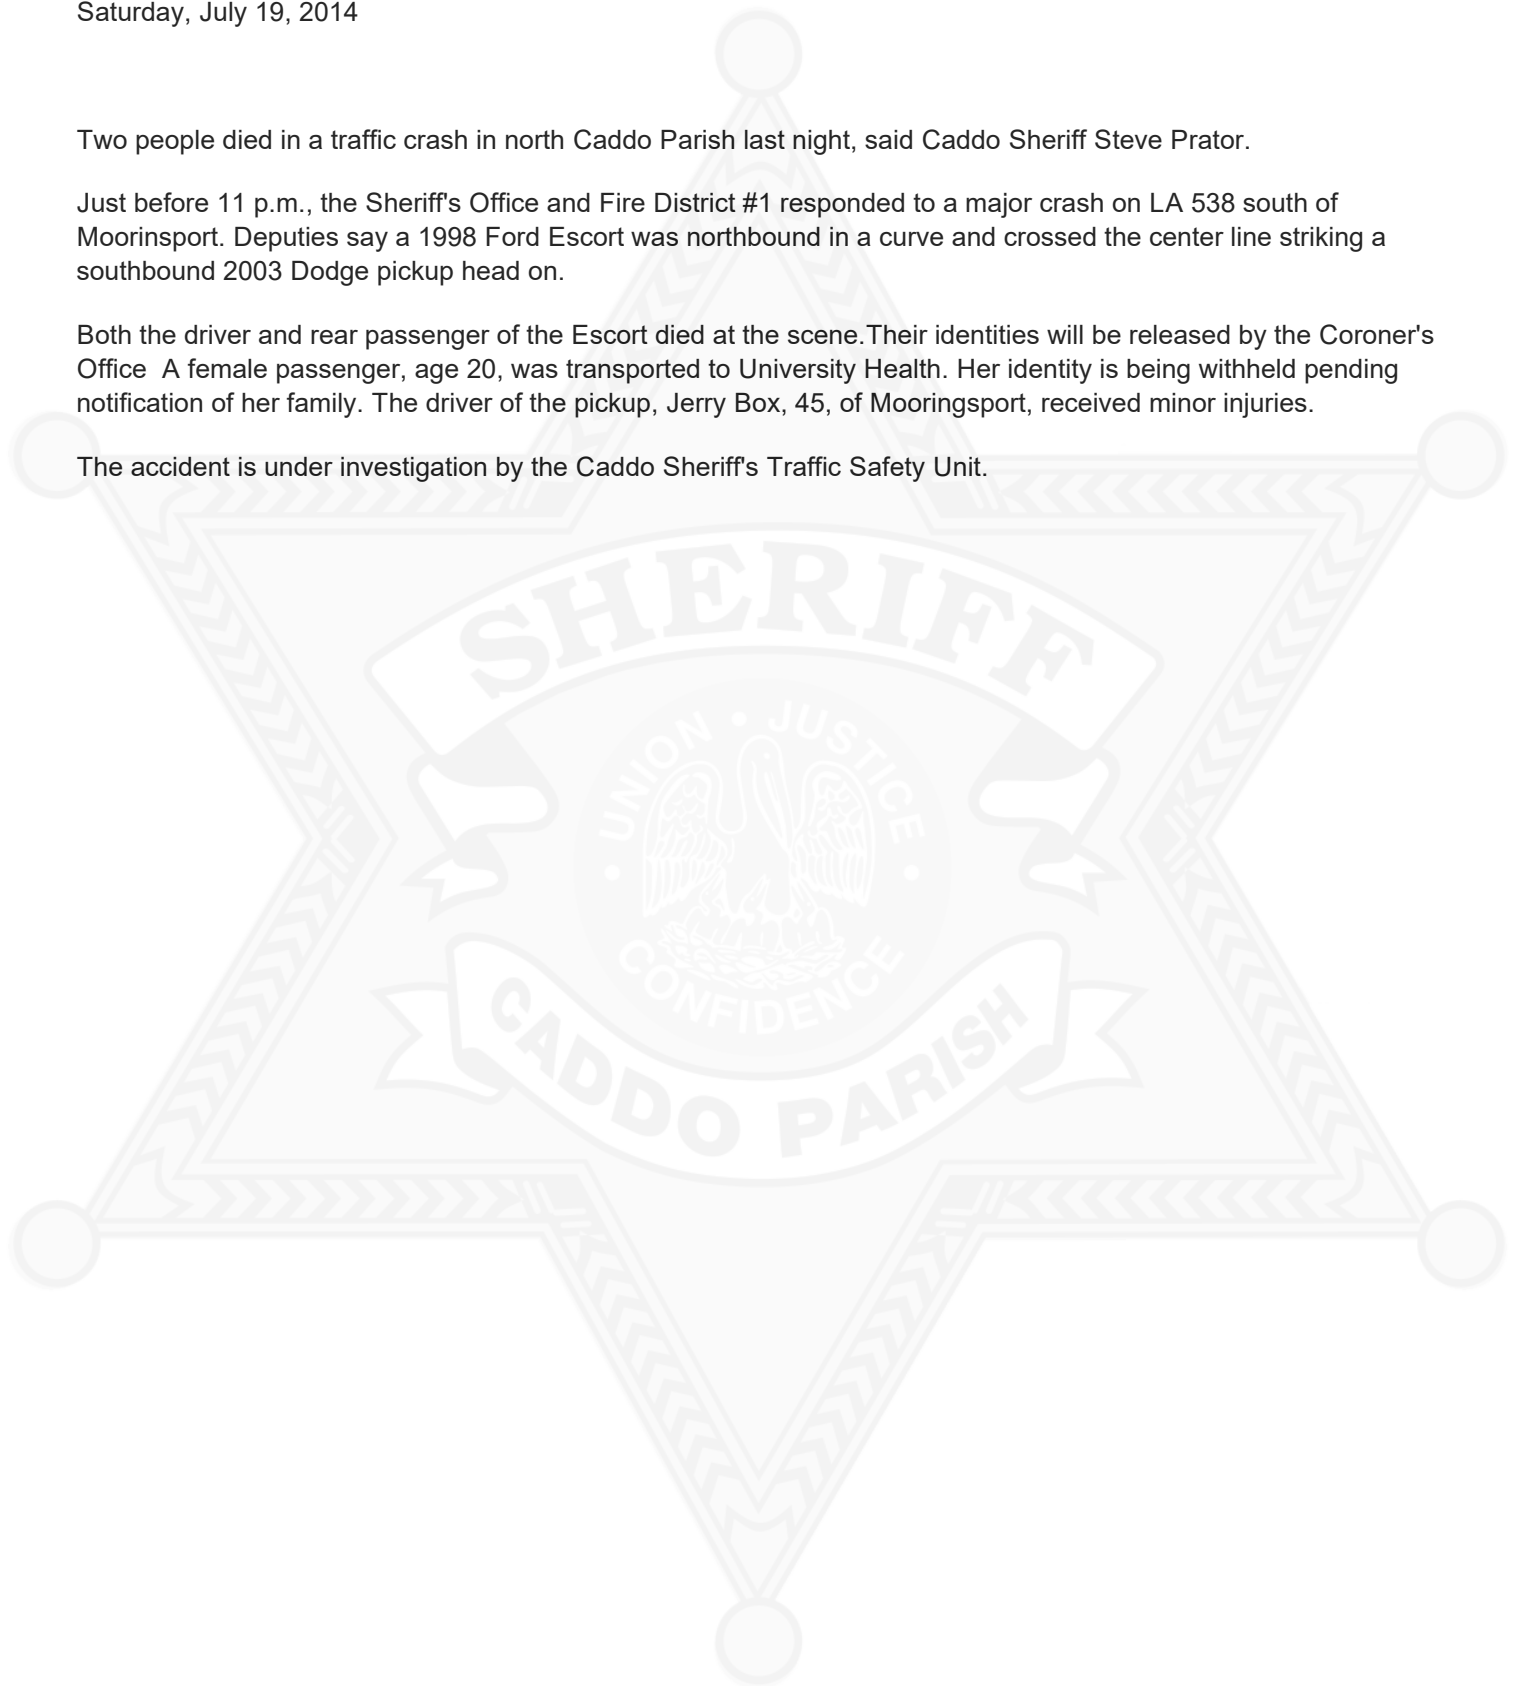 Saturday, July 19, 2014
Two people died in a traffic crash in north Caddo Parish last night, said Caddo Sheriff Steve Prator.
Just before 11 p.m., the Sheriff's Office and Fire District #1 responded to a major crash on LA 538 south of
Moorinsport. Deputies say a 1998 Ford Escort was northbound in a curve and crossed the center line striking a
southbound 2003 Dodge pickup head on.
Both the driver and rear passenger of the Escort died at the scene.Their identities will be released by the Coroner's
Office  A female passenger, age 20, was transported to University Health. Her identity is being withheld pending
notification of her family. The driver of the pickup, Jerry Box, 45, of Mooringsport, received minor injuries.
The accident is under investigation by the Caddo Sheriff's Traffic Safety Unit.
SHERIFF
UNION • JUSTICE
• CONFIDENCE •
CADDO PARISH